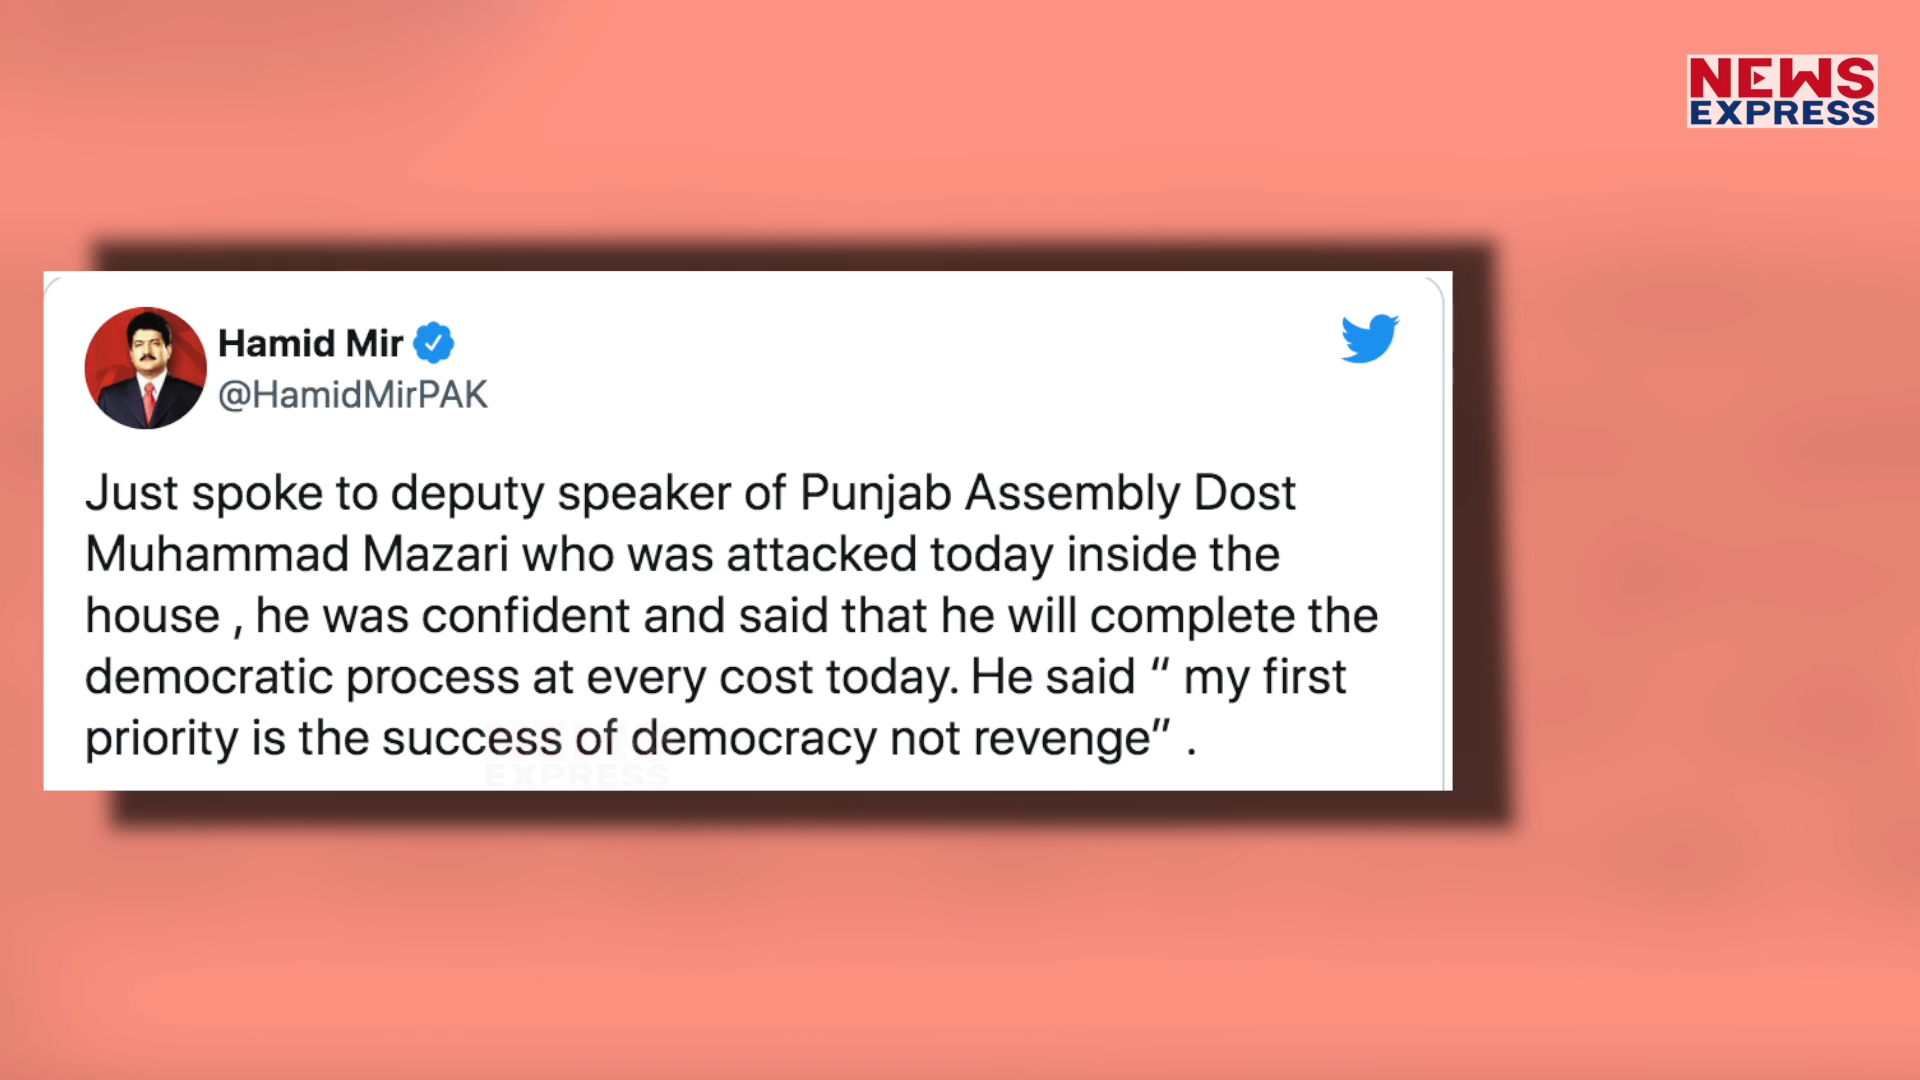 NEWS
EXPRESS
Hamid Mir
@HamidMirPAK
Just spoke to deputy speaker of Punjab Assembly Dost
Muhammad Mazari who was attacked today inside the
house , he was confident and said that he will complete the
democratic process at every cost today. He said “ my first
priority is the success of democracy not revenge” .
NEWS
EXPRESS